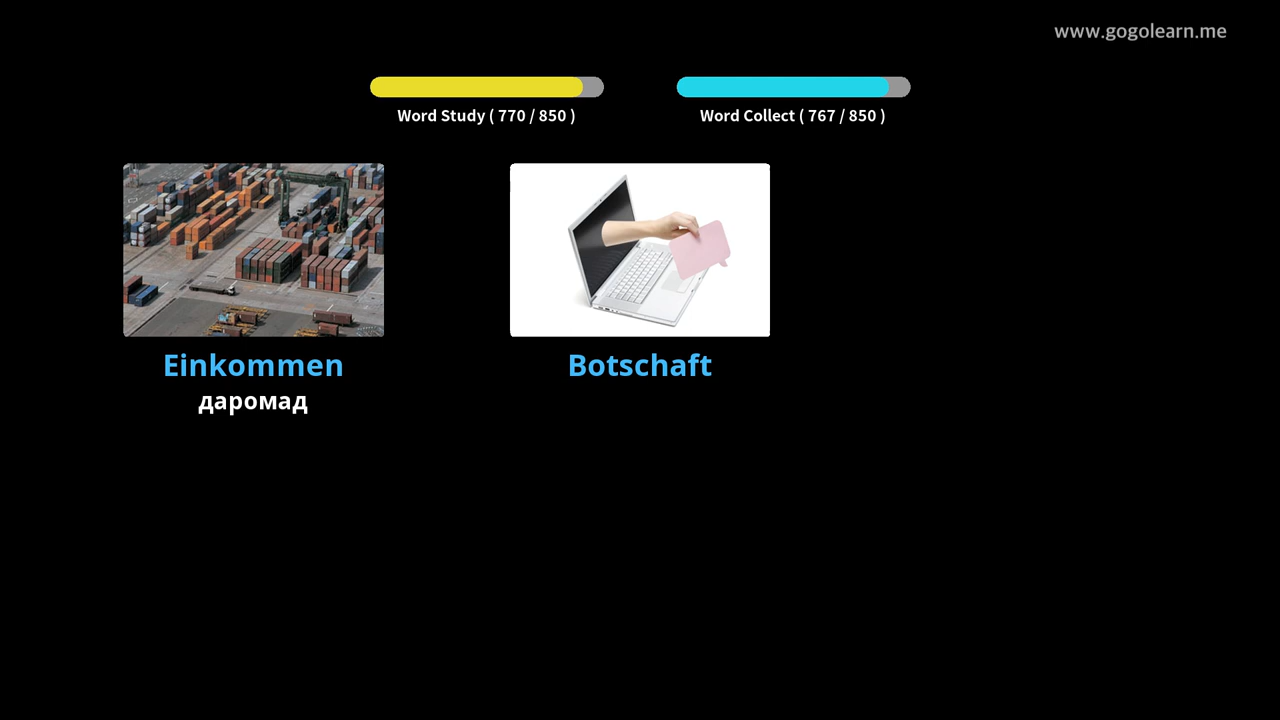 www.gogolearn.me
Word Study ( 770 / 850 )
Word Collect ( 767 / 850 )
Einkommen
даромад
Botschaft